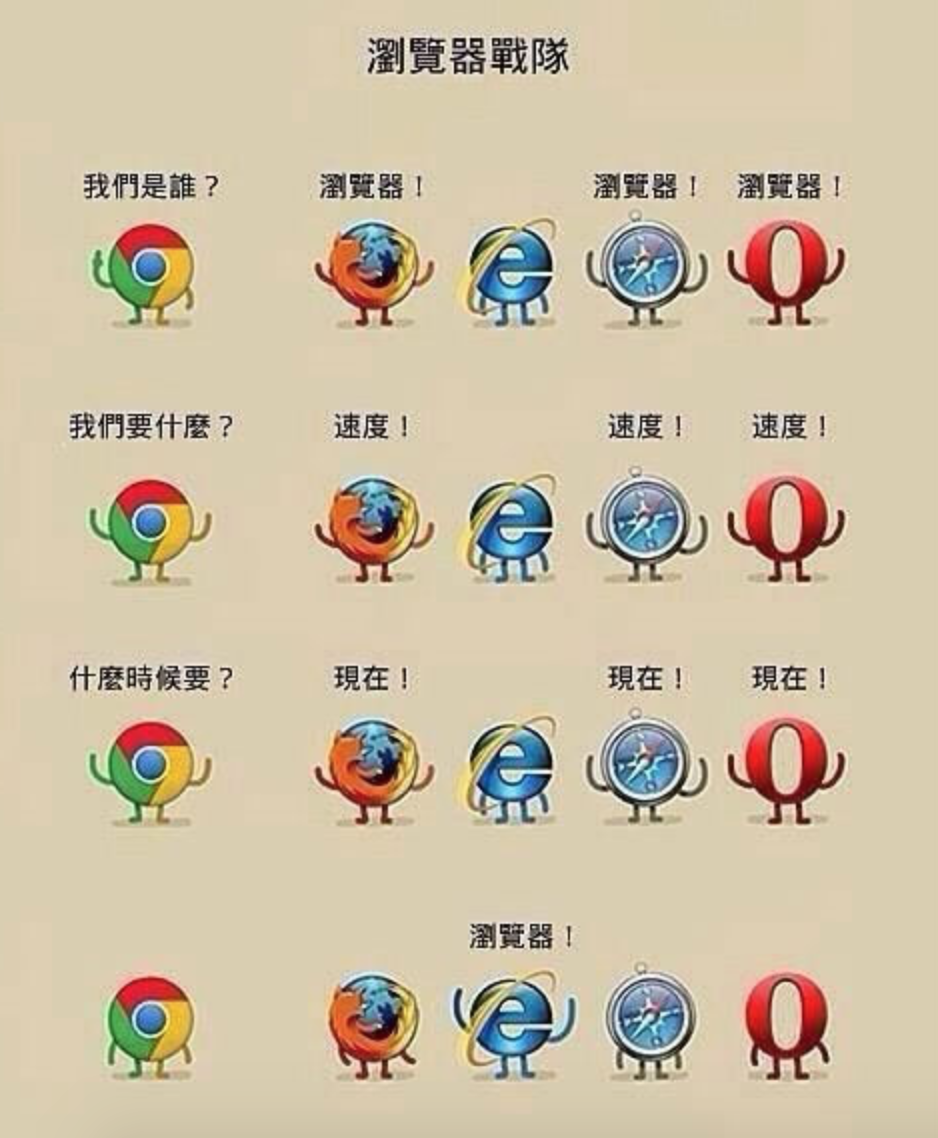 瀏覽器戰隊
我們是誰？ 瀏覽器！ 瀏覽器！ 瀏覽器！
我們要什麼？ 速度！ 速度！ 速度！
什麼時候要？ 現在！ 現在！ 現在！
瀏覽器！